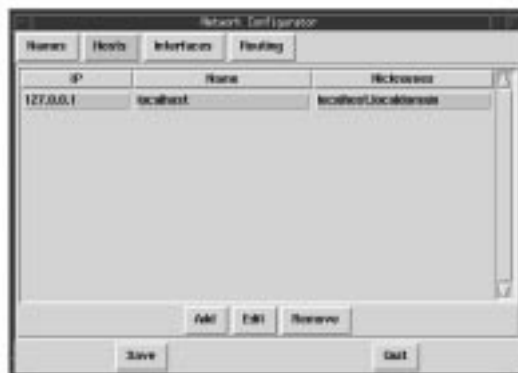 Network Configurator
Names Hosts Interfaces Routing
IP Name Nicknames
127.0.0.1 localhost localhost.localdomain
Add Edit Remove
Save Quit